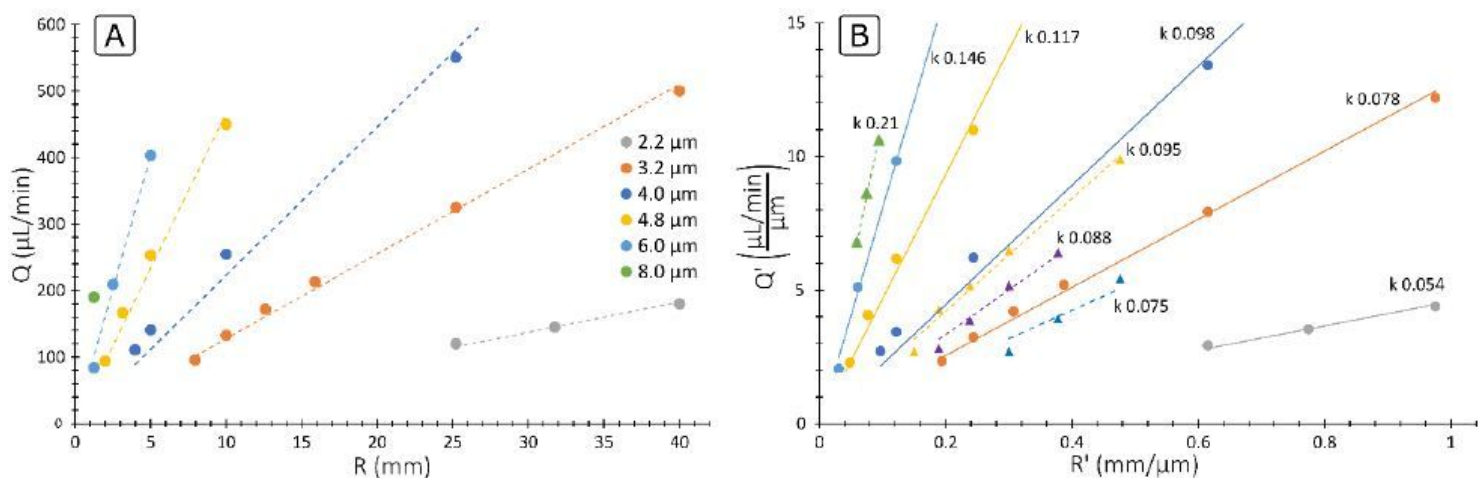 A
600
500
400
300
200
100
0
Q (µL/min)
0
5
10
15
20
25
30
35
40
R (mm)
2.2 µm
3.2 µm
4.0 µm
4.8 µm
6.0 µm
8.0 µm
B
15
10
5
0
Q' (µL/min / µm)
0
0.2
0.4
0.6
0.8
1
R' (mm/µm)
k 0.146
k 0.117
k 0.098
k 0.078
k 0.21
k 0.095
k 0.088
k 0.075
k 0.054